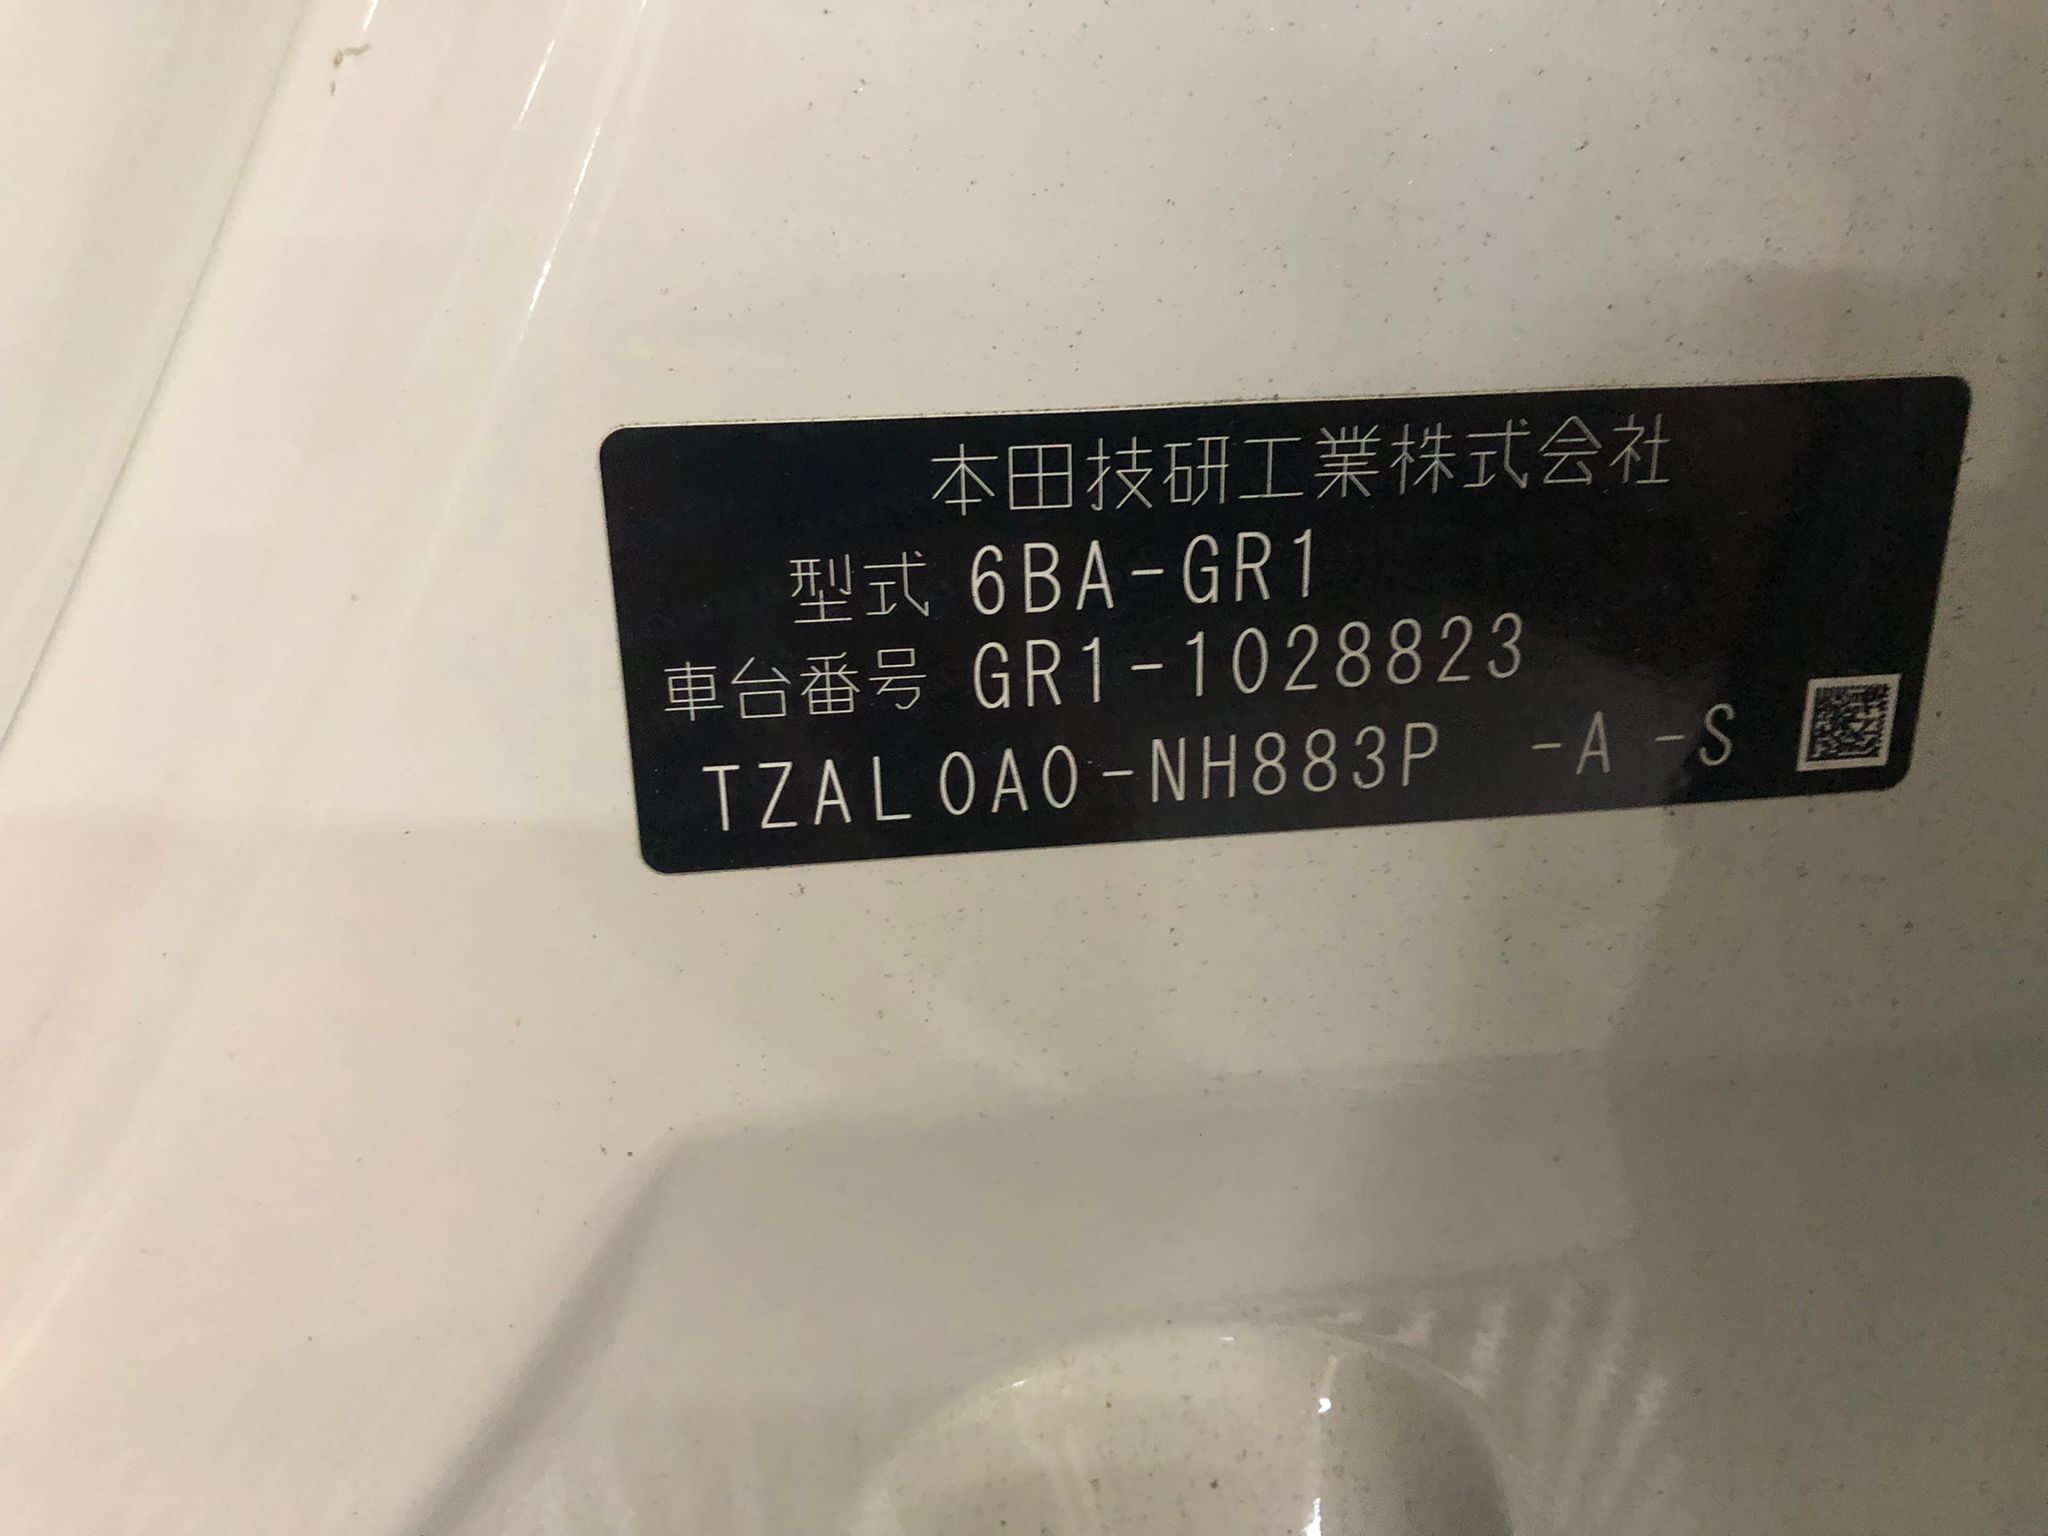 本田技研工業株式会社
型式 6BA-GR1
車台番号 GR1-1028823
TZAL0A0-NH883P -A -S